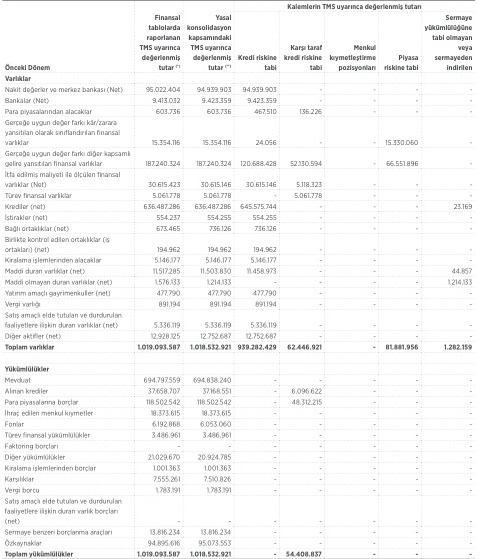 Kalemlerin TMS uyarınca değerlenmiş tutarı
Önceki Dönem | Finansal tablolarda raporlanan TMS uyarınca değerlenmiş tutar (*) | Yasal konsolidasyon kapsamındaki TMS uyarınca değerlenmiş tutar (**) | Kredi riskine tabi | Karşı taraf kredi riskine tabi | Menkul kıymetleştirme pozisyonları | Piyasa riskine tabi | Sermaye yükümlülüğüne tabi olmayan veya sermayeden indirilen
Varlıklar
Nakit değerler ve merkez bankası (Net) 95.022.404 94.939.903 94.939.903 - - - -
Bankalar (Net) 9.413.032 9.423.359 9.423.359 - - - -
Para piyasalarından alacaklar 603.736 603.736 467.510 136.226 - - -
Gerçeğe uygun değer farkı kâr/zarara
yansıtılan olarak sınıflandırılan finansal
varlıklar 15.354.116 15.354.116 24.056 - - 15.330.060 -
Gerçeğe uygun değer farkı diğer kapsamlı
gelire yansıtılan finansal varlıklar 187.240.324 187.240.324 120.688.428 52.130.594 - 66.551.896 -
İtfa edilmiş maliyeti ile ölçülen finansal
varlıklar (Net) 30.615.423 30.615.146 30.615.146 5.118.323 - - -
Türev finansal varlıklar 5.061.778 5.061.778 - 5.061.778 - - -
Krediler (net) 636.487.286 636.487.286 645.575.744 - - - 23.169
İştirakler (net) 554.237 554.255 554.255 - - - -
Bağlı ortaklıklar (net) 673.465 736.126 736.126 - - - -
Birlikte kontrol edilen ortaklıklar (iş
ortakları) (net) 194.962 194.962 194.962 - - - -
Kiralama işlemlerinden alacaklar 5.146.177 5.146.177 5.146.177 - - - -
Maddi duran varlıklar (net) 11.517.285 11.503.830 11.458.973 - - - 44.857
Maddi olmayan duran varlıklar (net) 1.576.133 1.214.133 - - - - 1.214.133
Yatırım amaçlı gayrimenkuller (net) 477.790 477.790 477.790 - - - -
Vergi varlığı 891.194 891.194 891.194 - - - -
Satış amaçlı elde tutulan ve durdurulan
faaliyetlere ilişkin duran varlıklar (net) 5.336.119 5.336.119 5.336.119 - - - -
Diğer aktifler (net) 12.928.125 12.752.687 12.752.687 - - - -
Toplam varlıklar 1.019.093.587 1.018.532.921 939.282.429 62.446.921 - 81.881.956 1.282.159
Yükümlülükler
Mevduat 694.797.559 694.838.240 - - - - -
Alınan krediler 37.658.707 37.168.551 - 6.096.622 - - -
Para piyasalarına borçlar 118.502.542 118.502.542 - 48.312.215 - - -
İhraç edilen menkul kıymetler 18.373.615 18.373.615 - - - - -
Fonlar 6.192.868 6.053.060 - - - - -
Türev finansal yükümlülükler 3.486.961 3.486.961 - - - - -
Faktoring borçları - - - - - - -
Diğer yükümlülükler 21.029.670 20.924.785 - - - - -
Kiralama işlemlerinden borçlar 1.001.363 1.001.363 - - - - -
Karşılıklar 7.555.261 7.510.826 - - - - -
Vergi borcu 1.783.191 1.783.191 - - - - -
Satış amaçlı elde tutulan ve durdurulan
faaliyetlere ilişkin duran varlık borçları
(net) - - - - - - -
Sermaye benzeri borçlanma araçları 13.816.234 13.816.234 - - - - -
Özkaynaklar 94.895.616 95.073.553 - - - - -
Toplam yükümlülükler 1.019.093.587 1.018.532.921 - 54.408.837 - - -